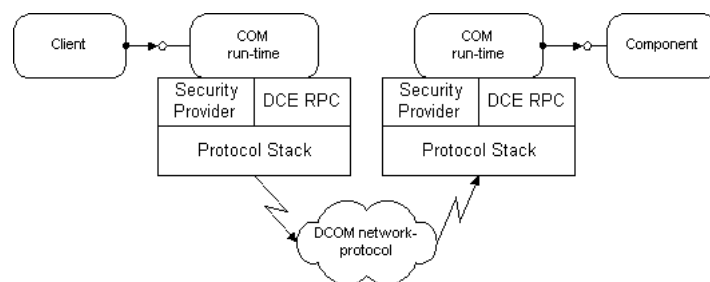 Client
COM
run-time
COM
run-time
Component
Security
Provider
DCE RPC
Security
Provider
DCE RPC
Protocol Stack
Protocol Stack
DCOM network-
protocol